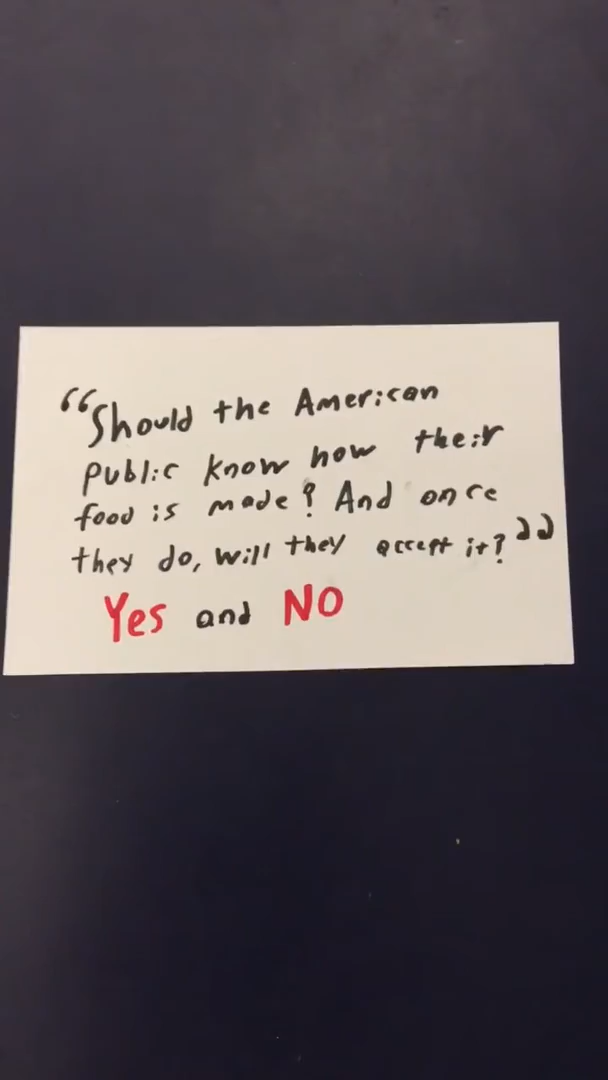 “Should the American
public know how their
food is made? And once
they do, will they accept it?”
Yes and NO